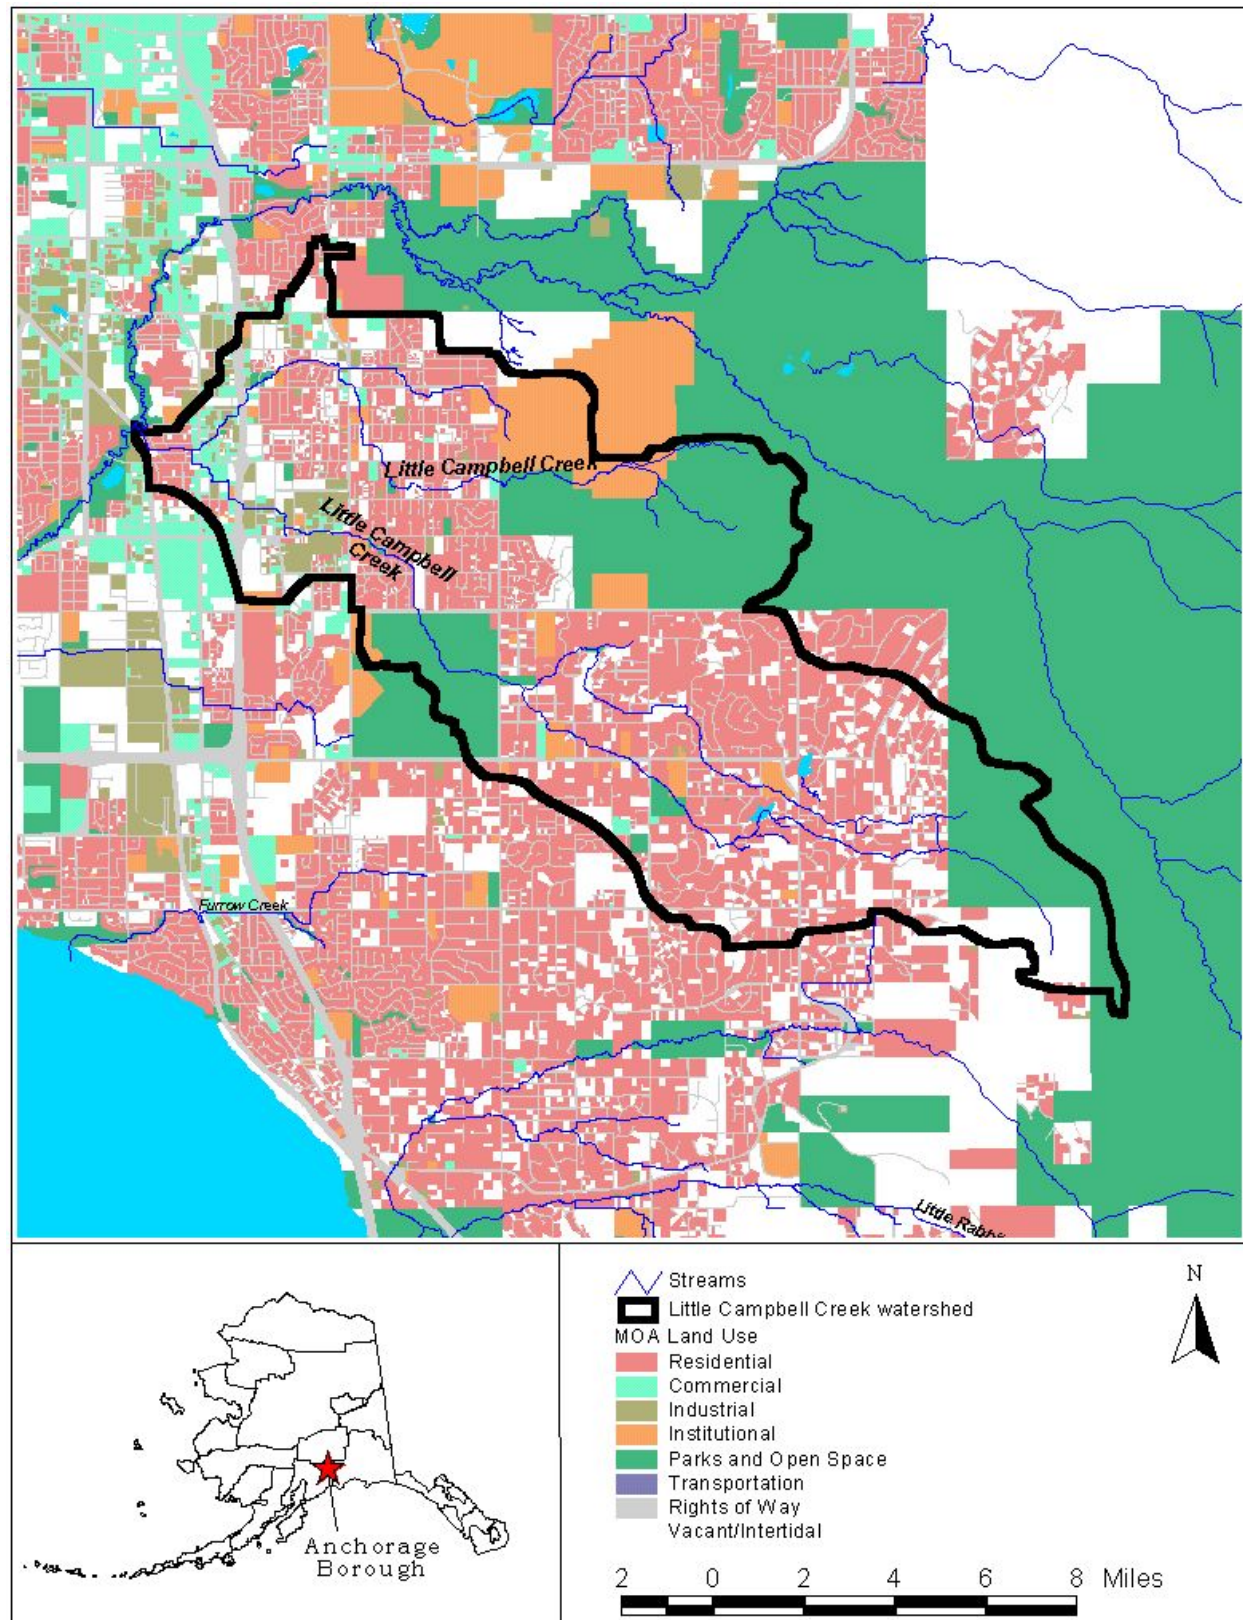 Little Campbell Creek
Little Campbell
Creek
Furrow Creek
Little Rabbi
Anchorage
Borough
Streams
Little Campbell Creek watershed
MOA Land Use
Residential
Commercial
Industrial
Institutional
Parks and Open Space
Transportation
Rights of Way
Vacant/Intertidal
N
2 0 2 4 6 8 Miles